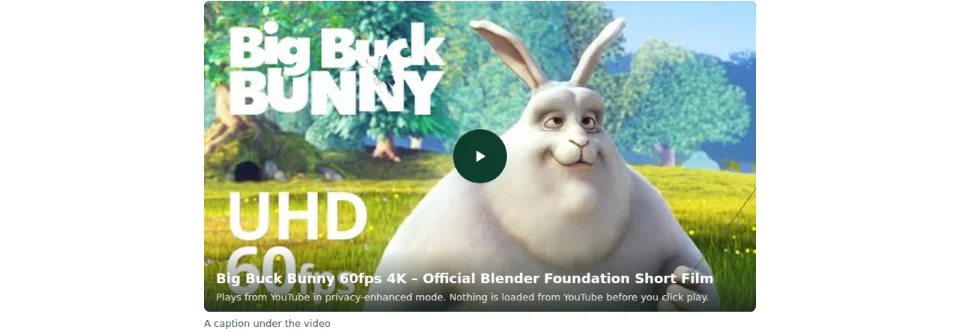 Big Buck
BUNNY
UHD
60fps
Big Buck Bunny 60fps 4K – Official Blender Foundation Short Film
Plays from YouTube in privacy-enhanced mode. Nothing is loaded from YouTube before you click play.
A caption under the video